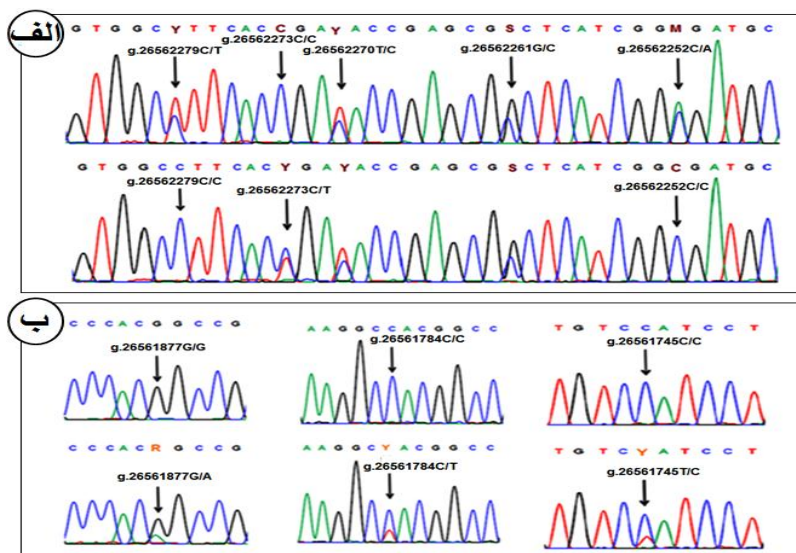 الف
G T G G C Y T T C A C C G A Y A C C G A G C G S C T C A T C G G M G A T G C
g.26562279C/T
g.26562273C/C
g.26562270T/C
g.26562261G/C
g.26562252C/A
G T G G C C T T C A C Y G A Y A C C G A G C G S C T C A T C G G C G A T G C
g.26562279C/C
g.26562273C/T
g.26562252C/C
ب
C C C A C G G C C G
A A G G C C A C G G C C
T G T C C A T C C T
g.26561877G/G
g.26561784C/C
g.26561745C/C
C C C A C R G C C G
A A G G C Y A C G G C C
T G T C Y A T C C T
g.26561877G/A
g.26561784C/T
g.26561745T/C